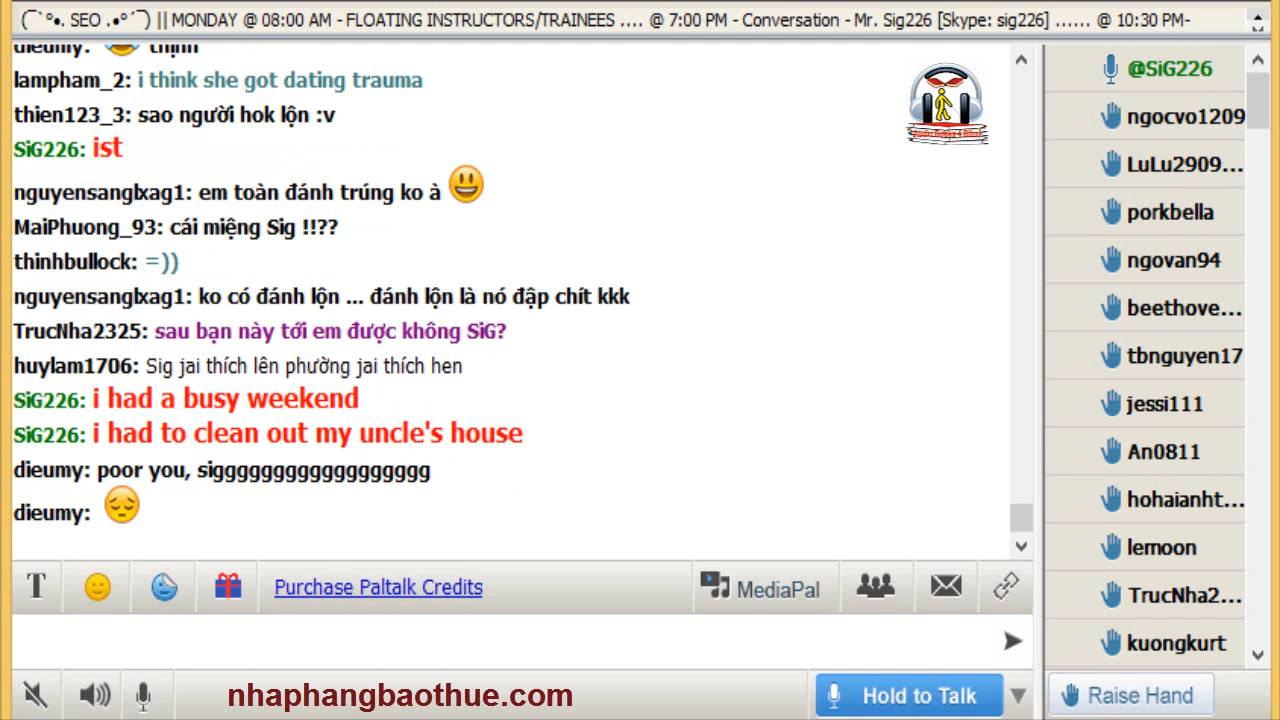 (¯`°•. SEO .•°´¯) || MONDAY @ 08:00 AM - FLOATING INSTRUCTORS/TRAINEES .... @ 7:00 PM - Conversation - Mr. Sig226 [Skype: sig226] ...... @ 10:30 PM-
dieumy: thịnh
lampham_2: i think she got dating trauma
thien123_3: sao người hok lộn :v
SiG226: ist
nguyensanglxag1: em toàn đánh trúng ko à
MaiPhuong_93: cái miệng Sig !!??
thinhbullock: =))
nguyensanglxag1: ko có đánh lộn ... đánh lộn là nó đập chít kkk
TrucNha2325: sau bạn này tới em được không SiG?
huylam1706: Sig jai thích lên phường jai thích hen
SiG226: i had a busy weekend
SiG226: i had to clean out my uncle's house
dieumy: poor you, sigggggggggggggggggg
dieumy:
Purchase Paltalk Credits
MediaPal
nhaphangbaothue.com
Hold to Talk
@SiG226
ngocvo1209
LuLu2909...
porkbella
ngovan94
beethove...
tbnguyen17
jessi111
An0811
hohaianht...
lemoon
TrucNha2...
kuongkurt
Raise Hand